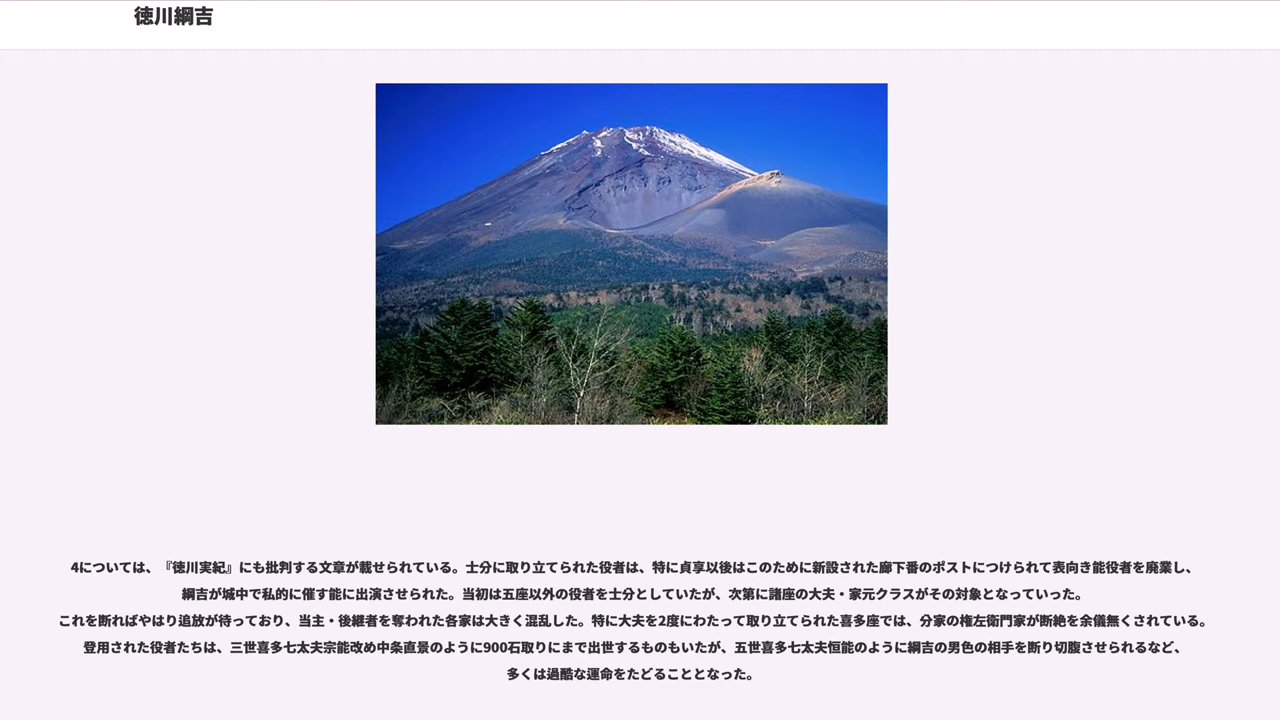 徳川綱吉
4については、『徳川実紀』にも批判する文章が載せられている。士分に取り立てられた役者は、特に貞享以後はこのために新設された廊下番のポストにつけられて表向き能役者を廃業し、
綱吉が城中で私的に催す能に出演させられた。当初は五座以外の役者を士分としていたが、次第に諸座の大夫・家元クラスがその対象となっていった。
これを断ればやはり追放が待っており、当主・後継者を奪われた各家は大きく混乱した。特に大夫を2度にわたって取り立てられた喜多座では、分家の権左衛門家が断絶を余儀無くされている。
登用された役者たちは、三世喜多七太夫宗能改め中条直景のように900石取りにまで出世するものもいたが、五世喜多七太夫恒能のように綱吉の男色の相手を断り切腹させられるなど、
多くは過酷な運命をたどることとなった。